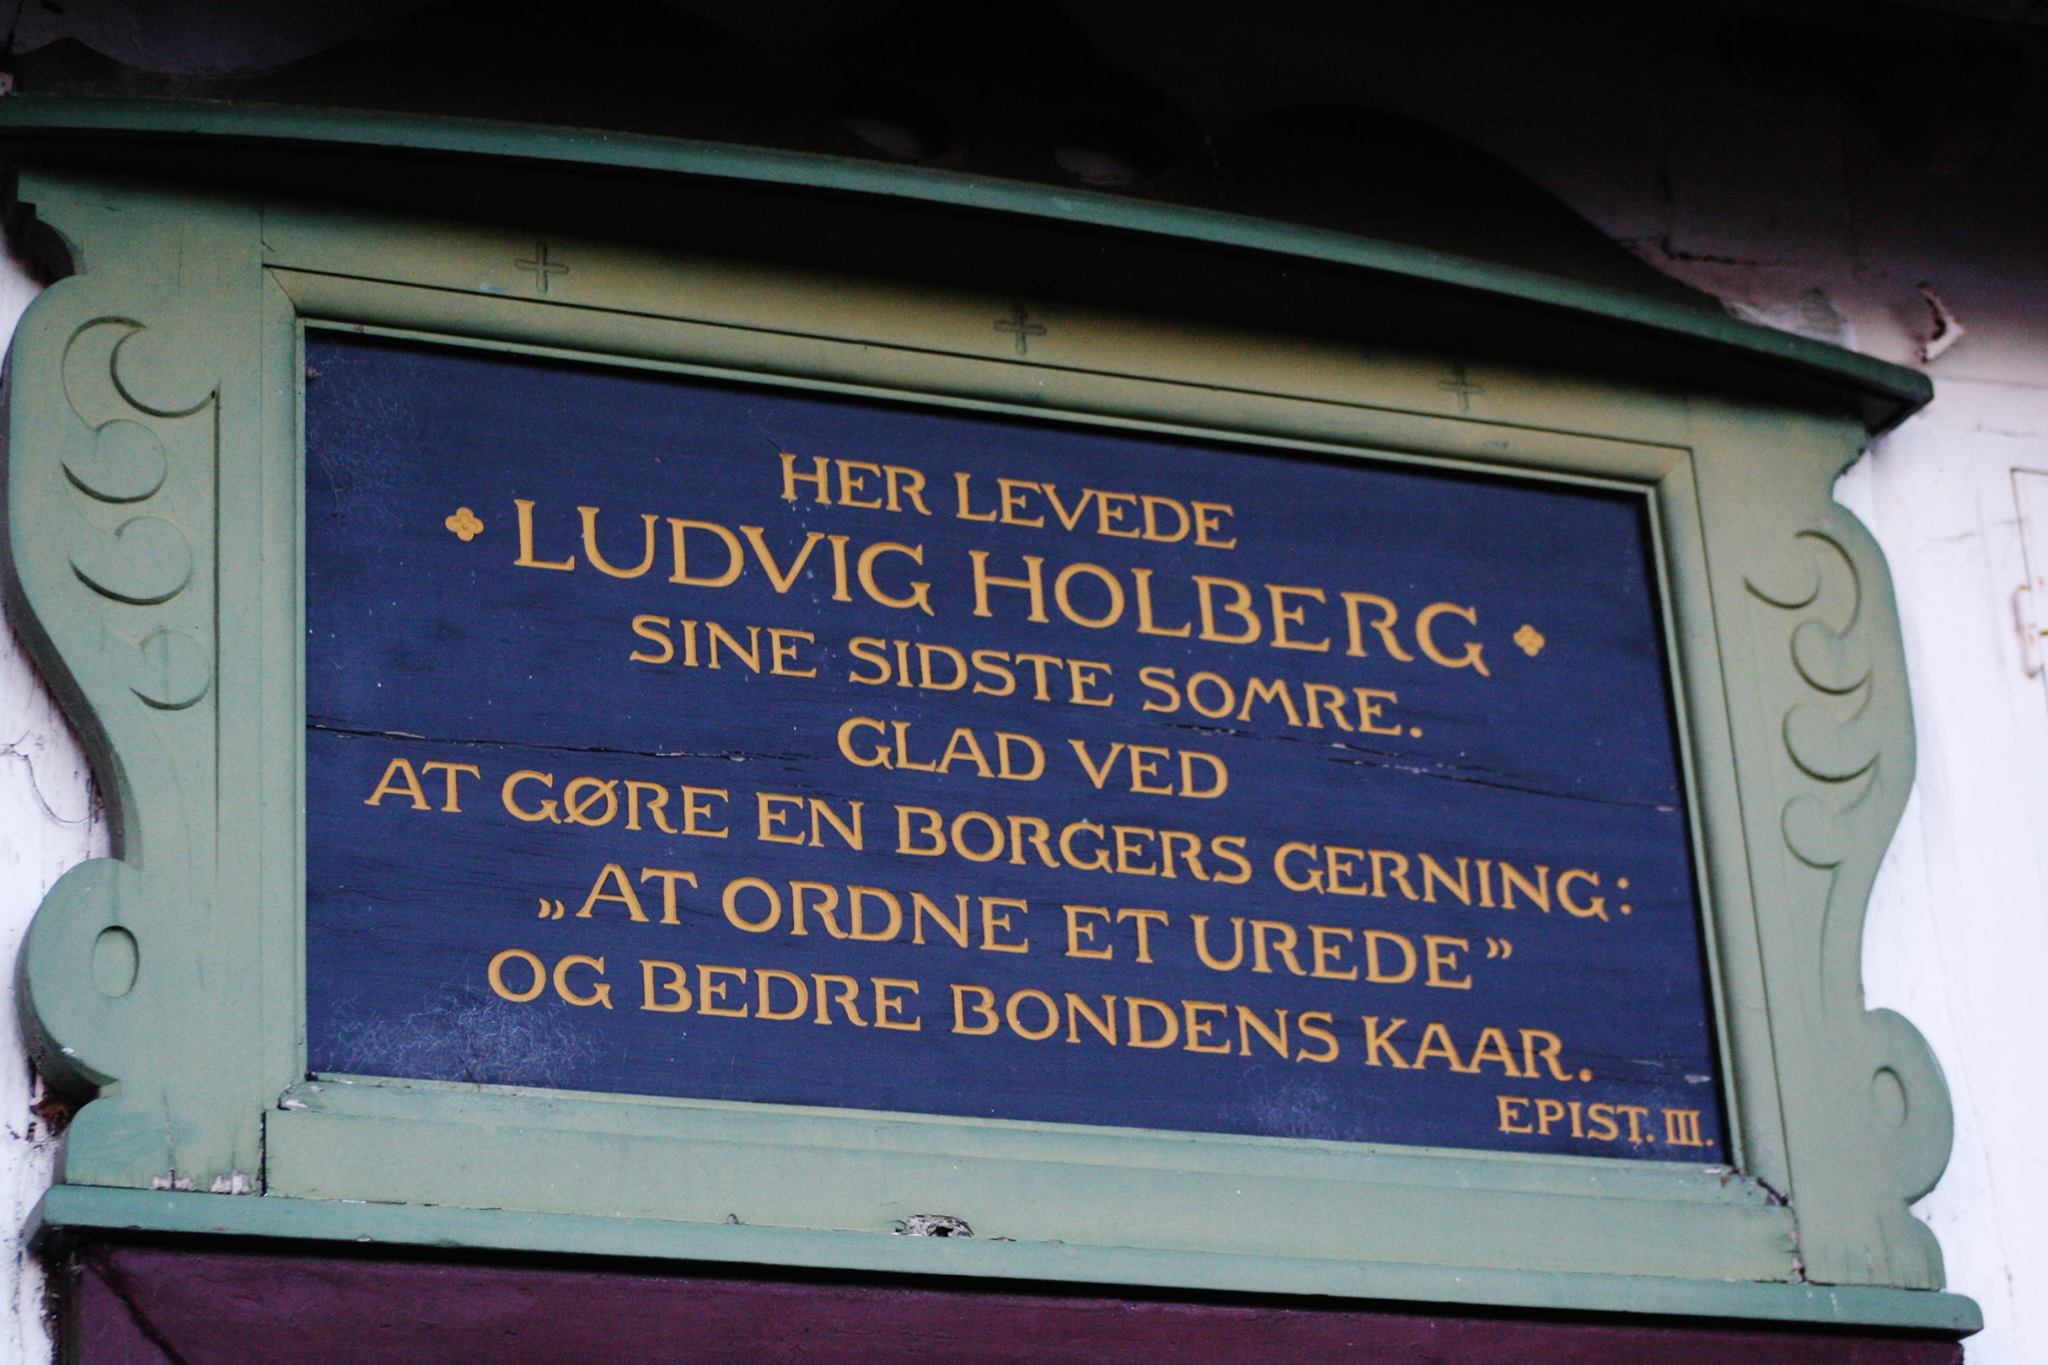 HER LEVEDE
LUDVIG HOLBERG
SINE SIDSTE SOMRE.
GLAD VED
AT GØRE EN BORGERS GERNING:
„AT ORDNE ET UREDE”
OG BEDRE BONDENS KAAR.
EPIST. III.